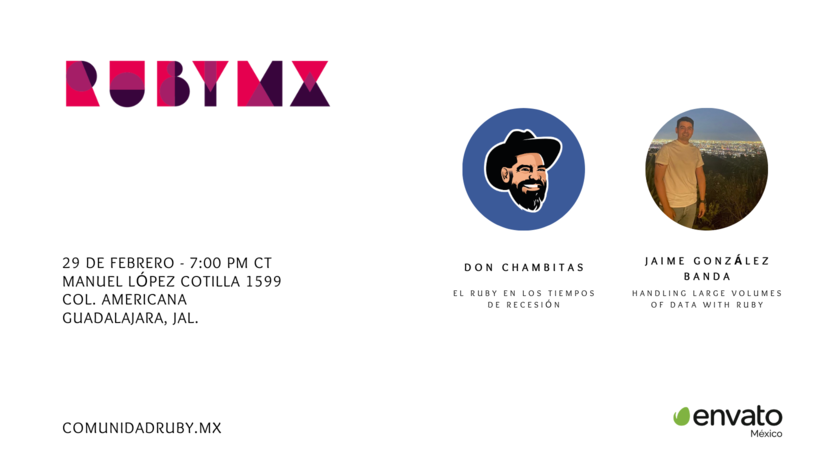 RUBYMX
29 DE FEBRERO - 7:00 PM CT
MANUEL LÓPEZ COTILLA 1599
COL. AMERICANA
GUADALAJARA, JAL.
COMUNIDADRUBY.MX
DON CHAMBITAS
EL RUBY EN LOS TIEMPOS
DE RECESIÓN
JAIME GONZÁLEZ
BANDA
HANDLING LARGE VOLUMES
OF DATA WITH RUBY
envato
México